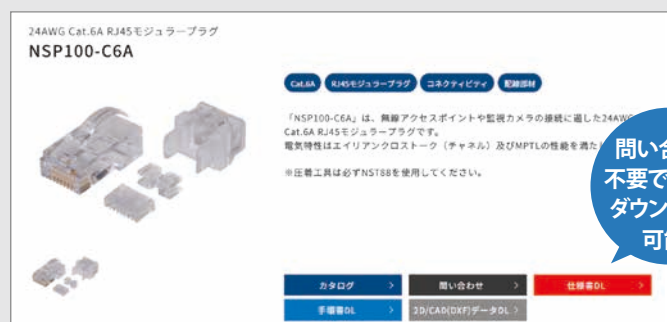 24AWG Cat.6A RJ45モジュラープラグ
NSP100-C6A
Cat.6A
RJ45モジュラープラグ
コネクティビティ
配線部材
「NSP100-C6A」は、無線アクセスポイントや監視カメラの接続に適した24AWG
Cat.6A RJ45モジュラープラグです。
電気特性はエイリアンクロストーク（チャネル）及びMPTLの性能を満た
※圧着工具は必ずNST88を使用してください。
問い合
不要で
ダウン
可能
カタログ >
問い合わせ >
仕様書DL >
手順書DL >
2D/CAD(DXF)データDL >